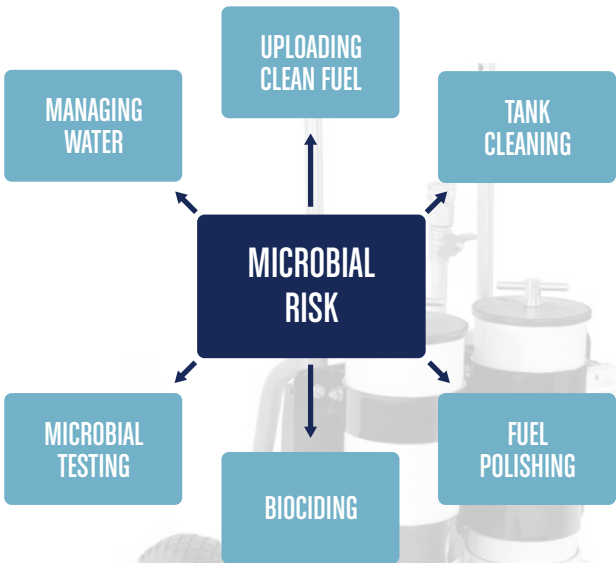 UPLOADING
CLEAN FUEL
MANAGING
WATER
TANK
CLEANING
MICROBIAL
RISK
MICROBIAL
TESTING
FUEL
POLISHING
BIOCIDING